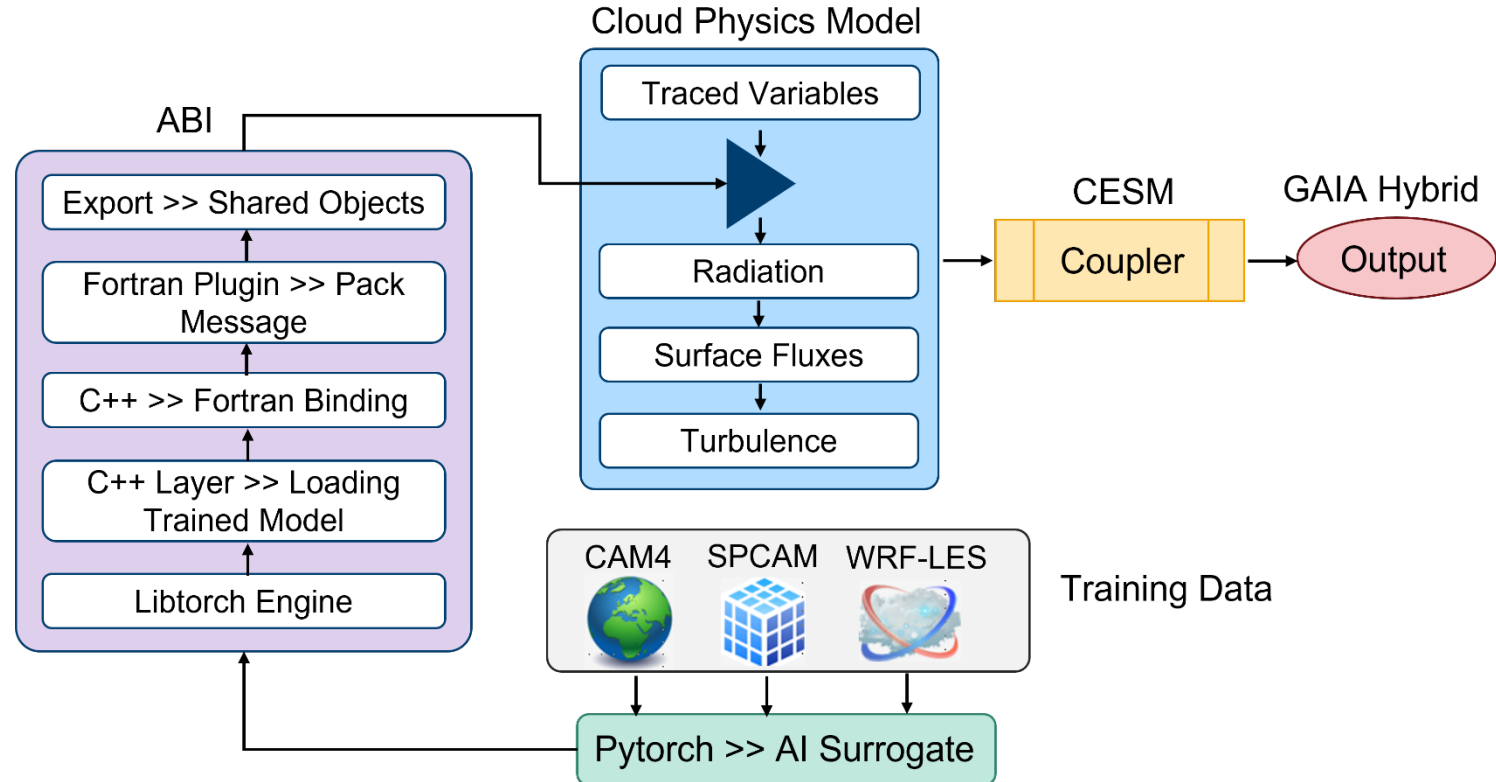 Cloud Physics Model
Traced Variables
Radiation
Surface Fluxes
Turbulence
ABI
Export >> Shared Objects
Fortran Plugin >> Pack
Message
C++ >> Fortran Binding
C++ Layer >> Loading
Trained Model
Libtorch Engine
CESM
Coupler
GAIA Hybrid
Output
CAM4
SPCAM
WRF-LES
Training Data
Pytorch >> AI Surrogate